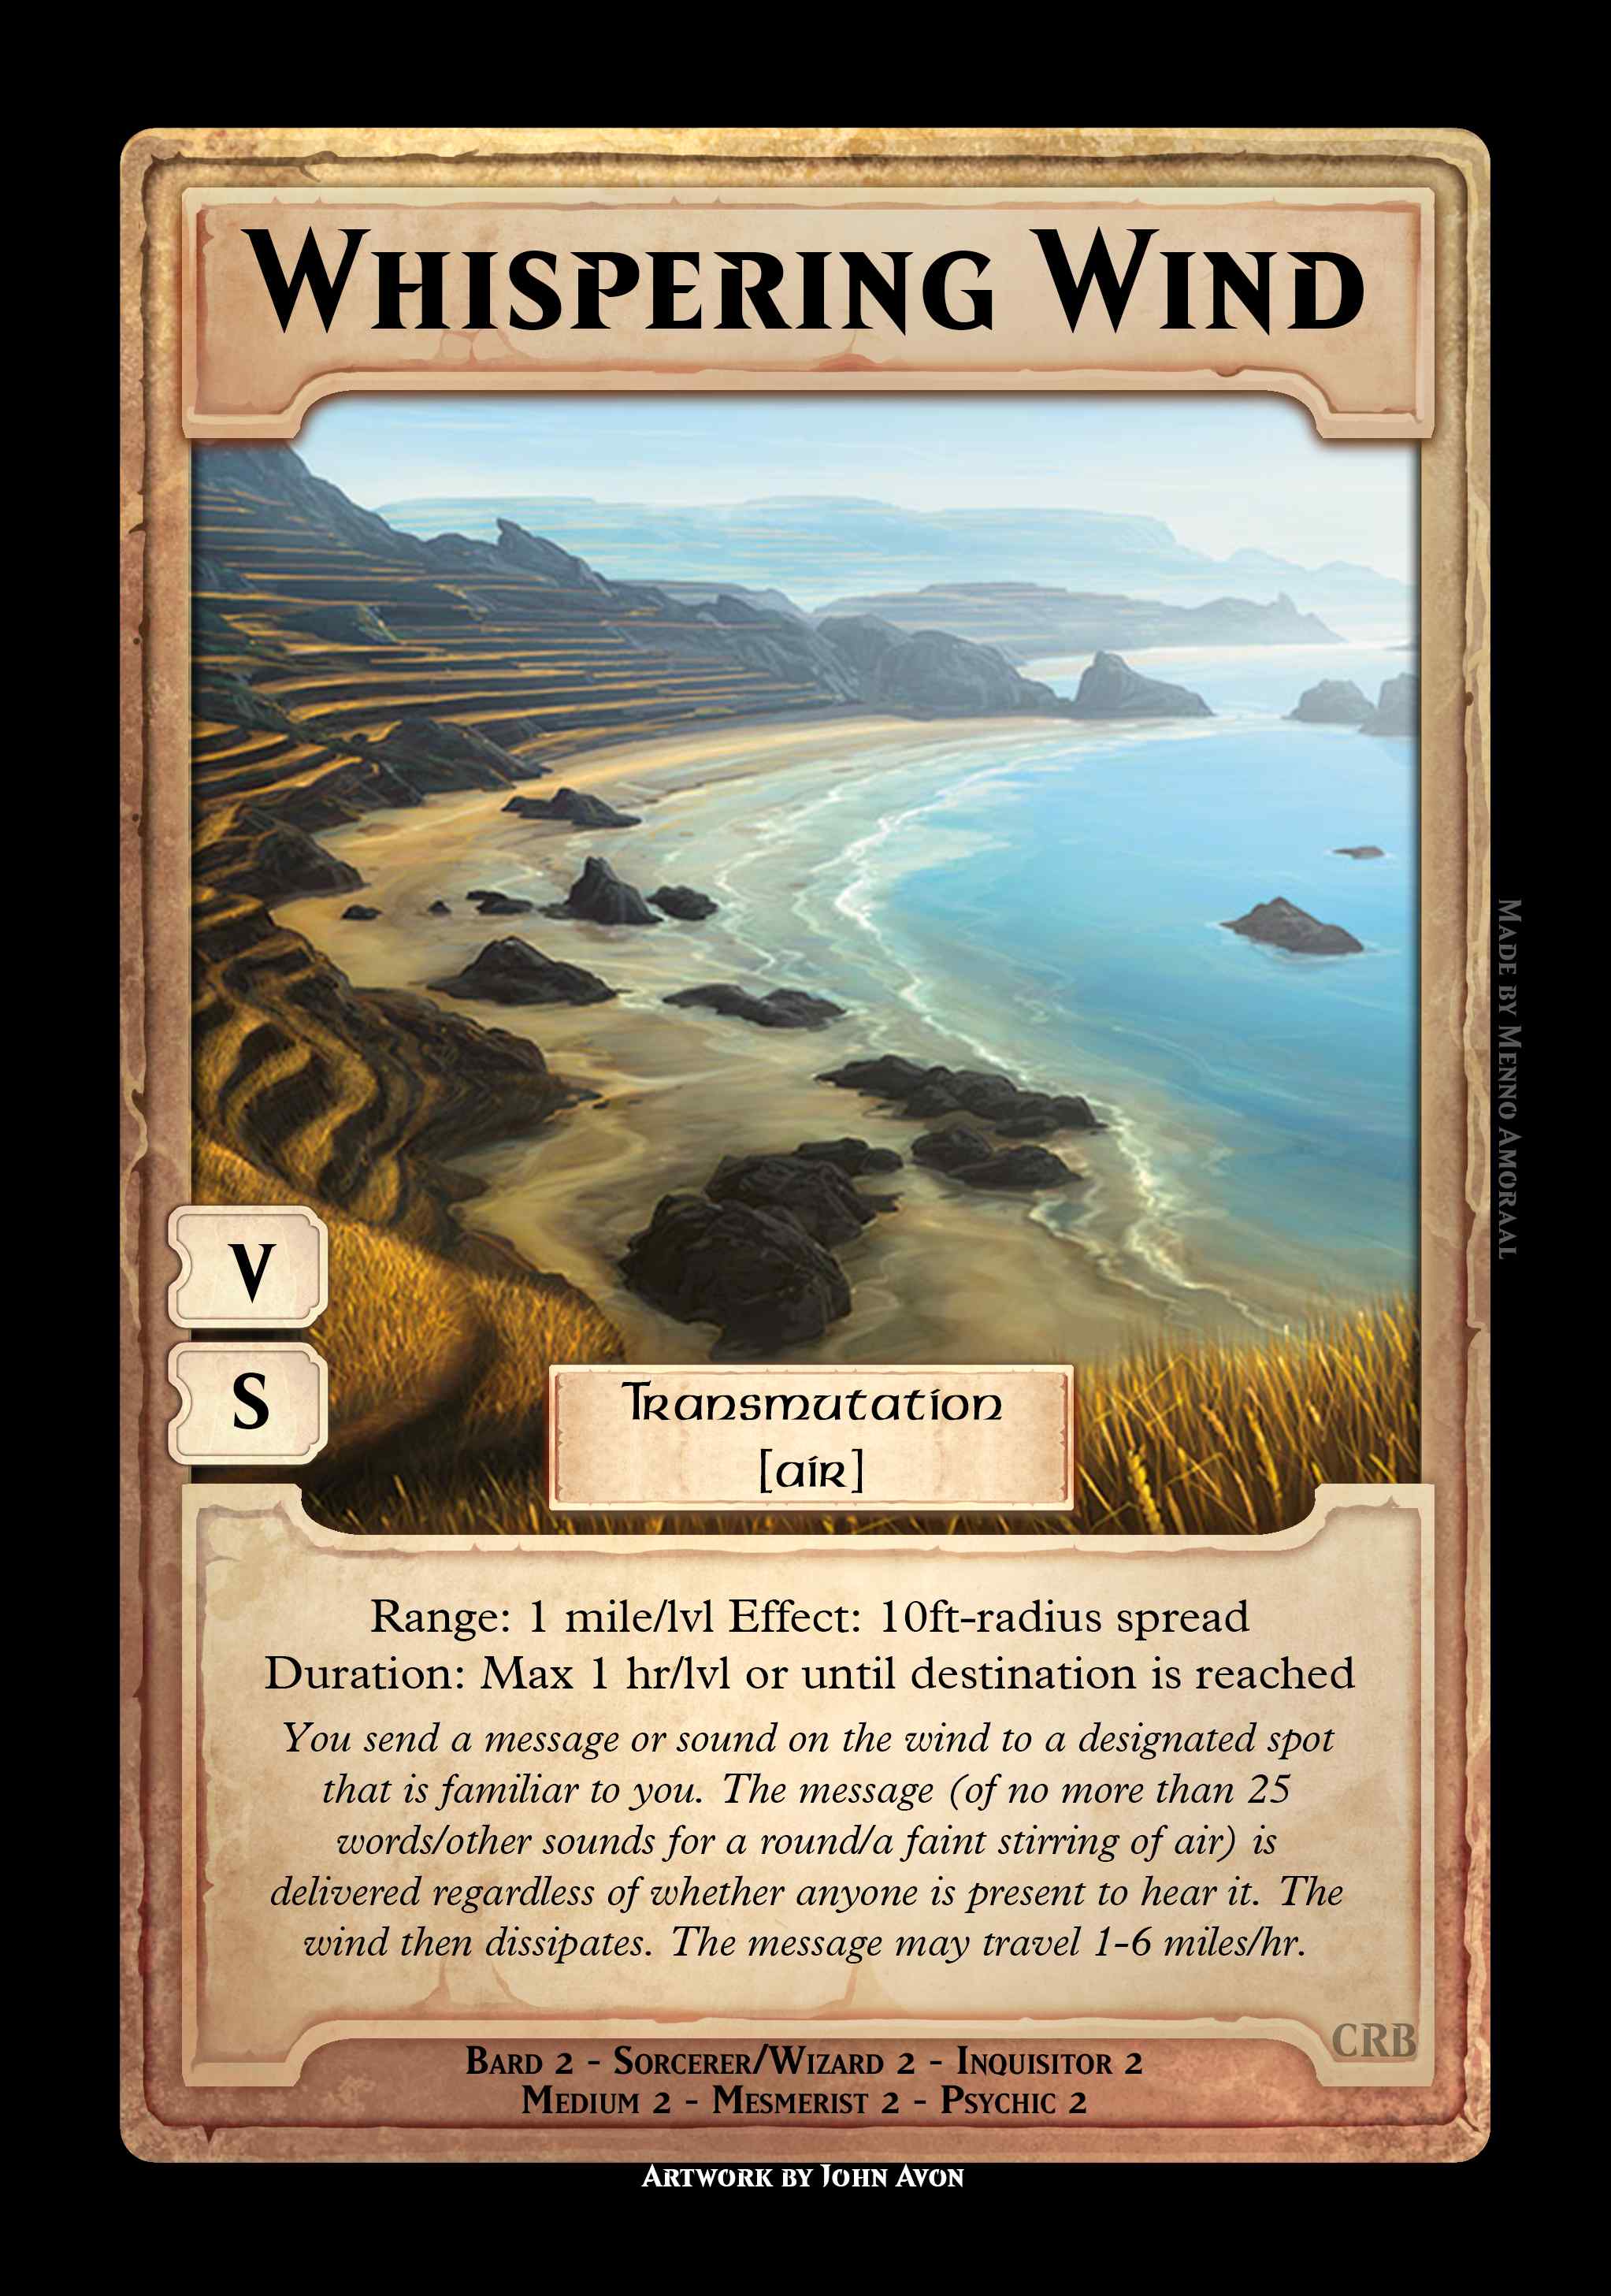 Whispering Wind
V
S
Transmutation
[air]
Range: 1 mile/lvl Effect: 10ft-radius spread
Duration: Max 1 hr/lvl or until destination is reached
You send a message or sound on the wind to a designated spot
that is familiar to you. The message (of no more than 25
words/other sounds for a round/a faint stirring of air) is
delivered regardless of whether anyone is present to hear it. The
wind then dissipates. The message may travel 1-6 miles/hr.
CRB
Bard 2 - Sorcerer/Wizard 2 - Inquisitor 2
Medium 2 - Mesmerist 2 - Psychic 2
Artwork by John Avon
Made by Menno Amoraal